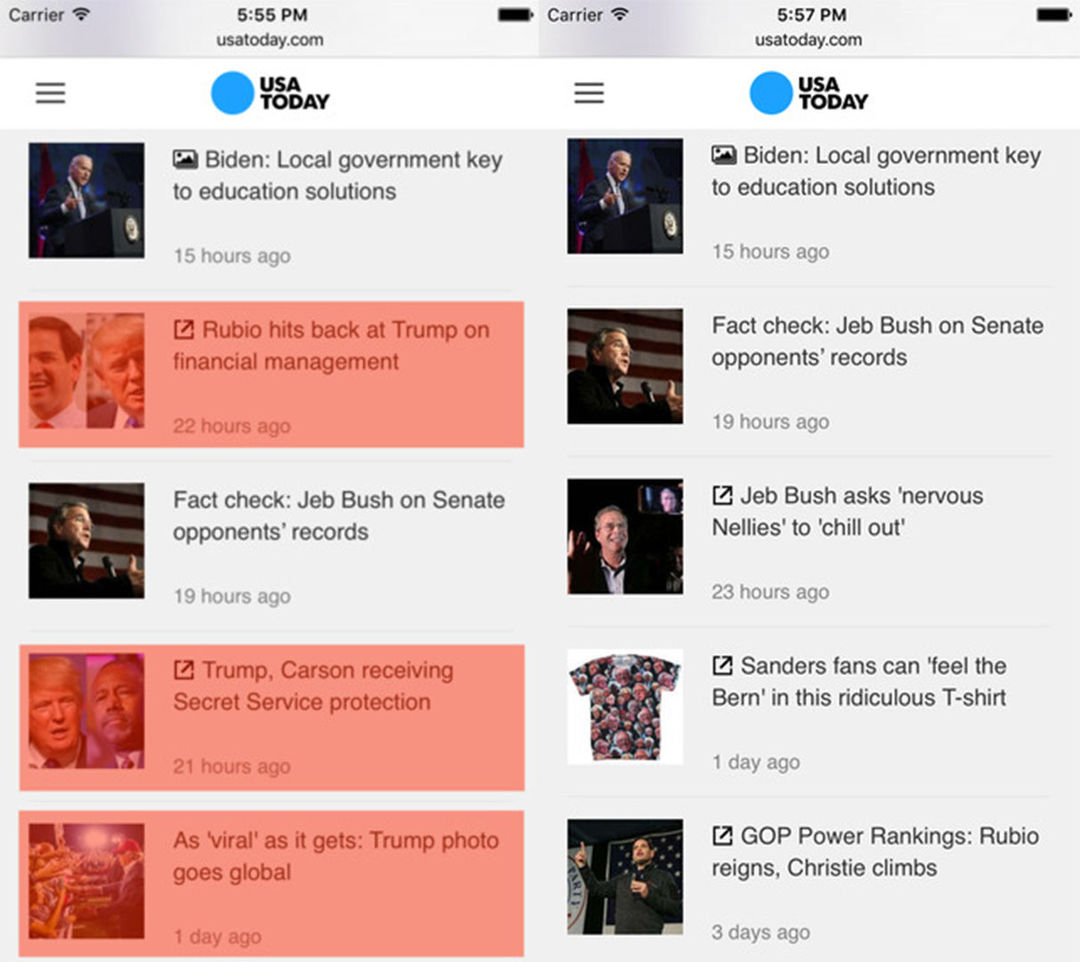 Carrier 5:55 PM
usatoday.com
USA
TODAY
Biden: Local government key
to education solutions
15 hours ago
Rubio hits back at Trump on
financial management
22 hours ago
Fact check: Jeb Bush on Senate
opponents’ records
19 hours ago
Trump, Carson receiving
Secret Service protection
21 hours ago
As 'viral' as it gets: Trump photo
goes global
1 day ago
Carrier 5:57 PM
usatoday.com
USA
TODAY
Biden: Local government key
to education solutions
15 hours ago
Fact check: Jeb Bush on Senate
opponents’ records
19 hours ago
Jeb Bush asks 'nervous
Nellies' to 'chill out'
23 hours ago
Sanders fans can 'feel the
Bern' in this ridiculous T-shirt
1 day ago
GOP Power Rankings: Rubio
reigns, Christie climbs
3 days ago